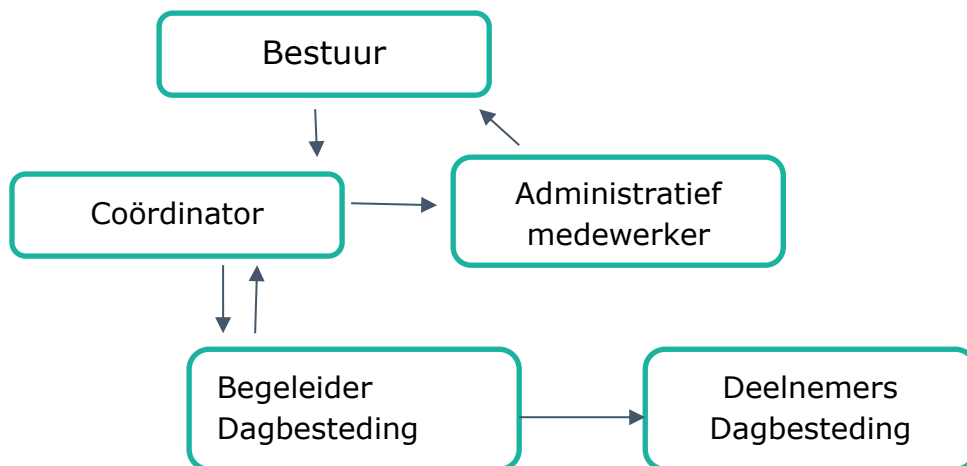 Bestuur
Coördinator
Administratief
medewerker
Begeleider
Dagbesteding
Deelnemers
Dagbesteding